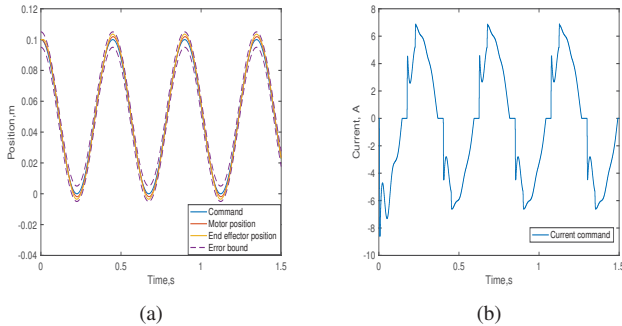 0.12
0.1
0.08
0.06
0.04
0.02
0
-0.02
-0.04
Position,m
0
0.5
1
1.5
Time,s
Command
Motor position
End effector position
Error bound
(a)
8
6
4
2
0
-2
-4
-6
-8
-10
Current, A
0
0.5
1
1.5
Time,s
Current command
(b)